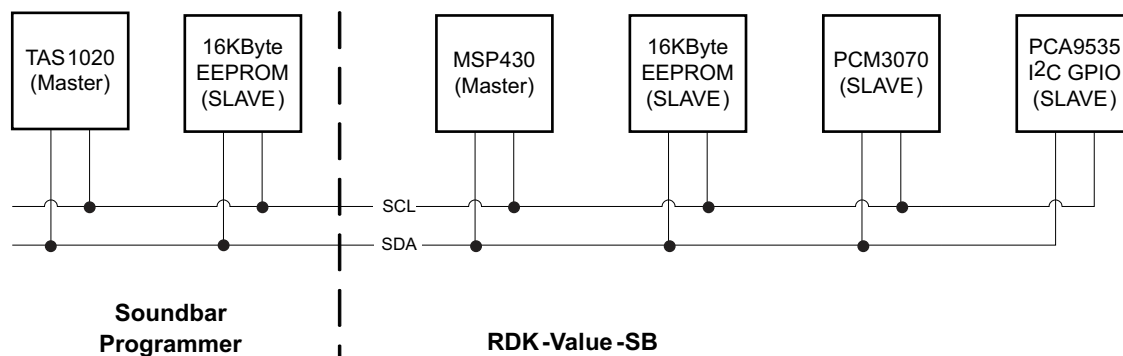 TAS1020
(Master)
16KByte
EEPROM
(SLAVE)
MSP430
(Master)
16KByte
EEPROM
(SLAVE)
PCM3070
(SLAVE)
PCA9535
I2C GPIO
(SLAVE)
SCL
SDA
Soundbar
Programmer
RDK-Value-SB